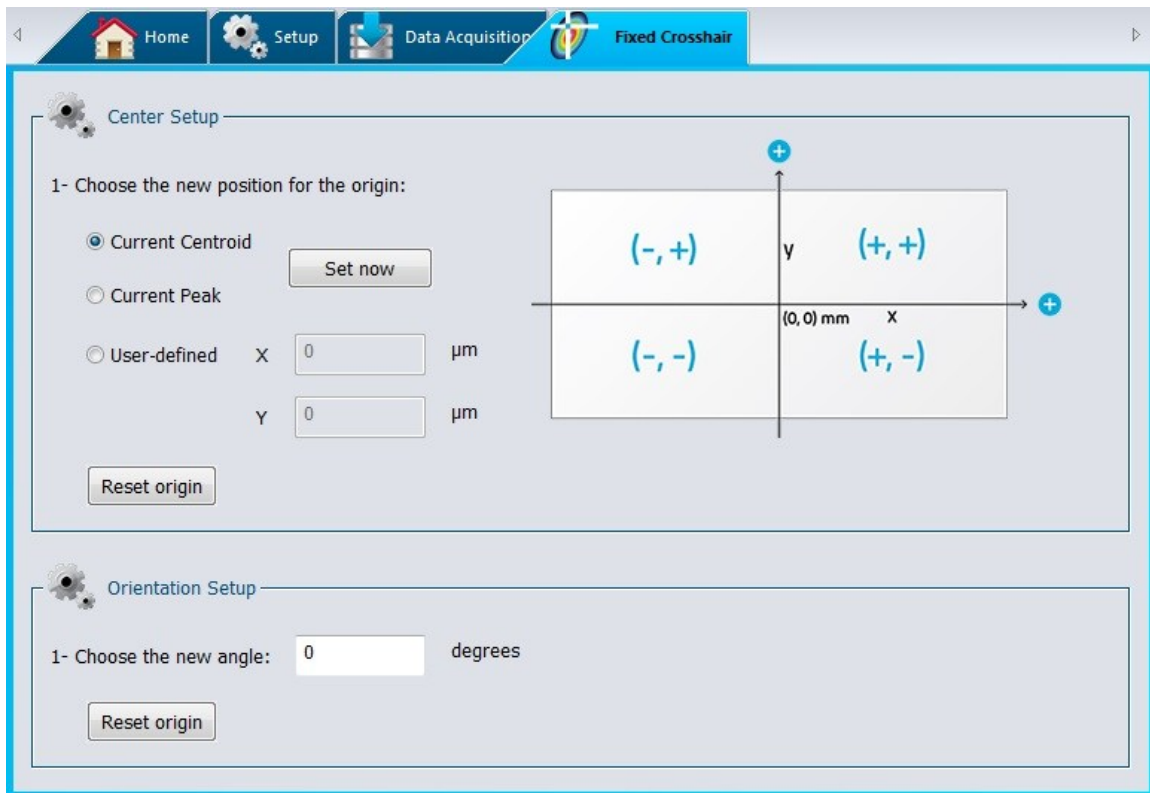 Home
Setup
Data Acquisition
Fixed Crosshair
Center Setup
1- Choose the new position for the origin:
Current Centroid
Set now
Current Peak
User-defined X 0 µm
Y 0 µm
Reset origin
+
(-, +) y (+, +)
+
(0, 0) mm x
(-, -) (+, -)
Orientation Setup
1- Choose the new angle: 0 degrees
Reset origin